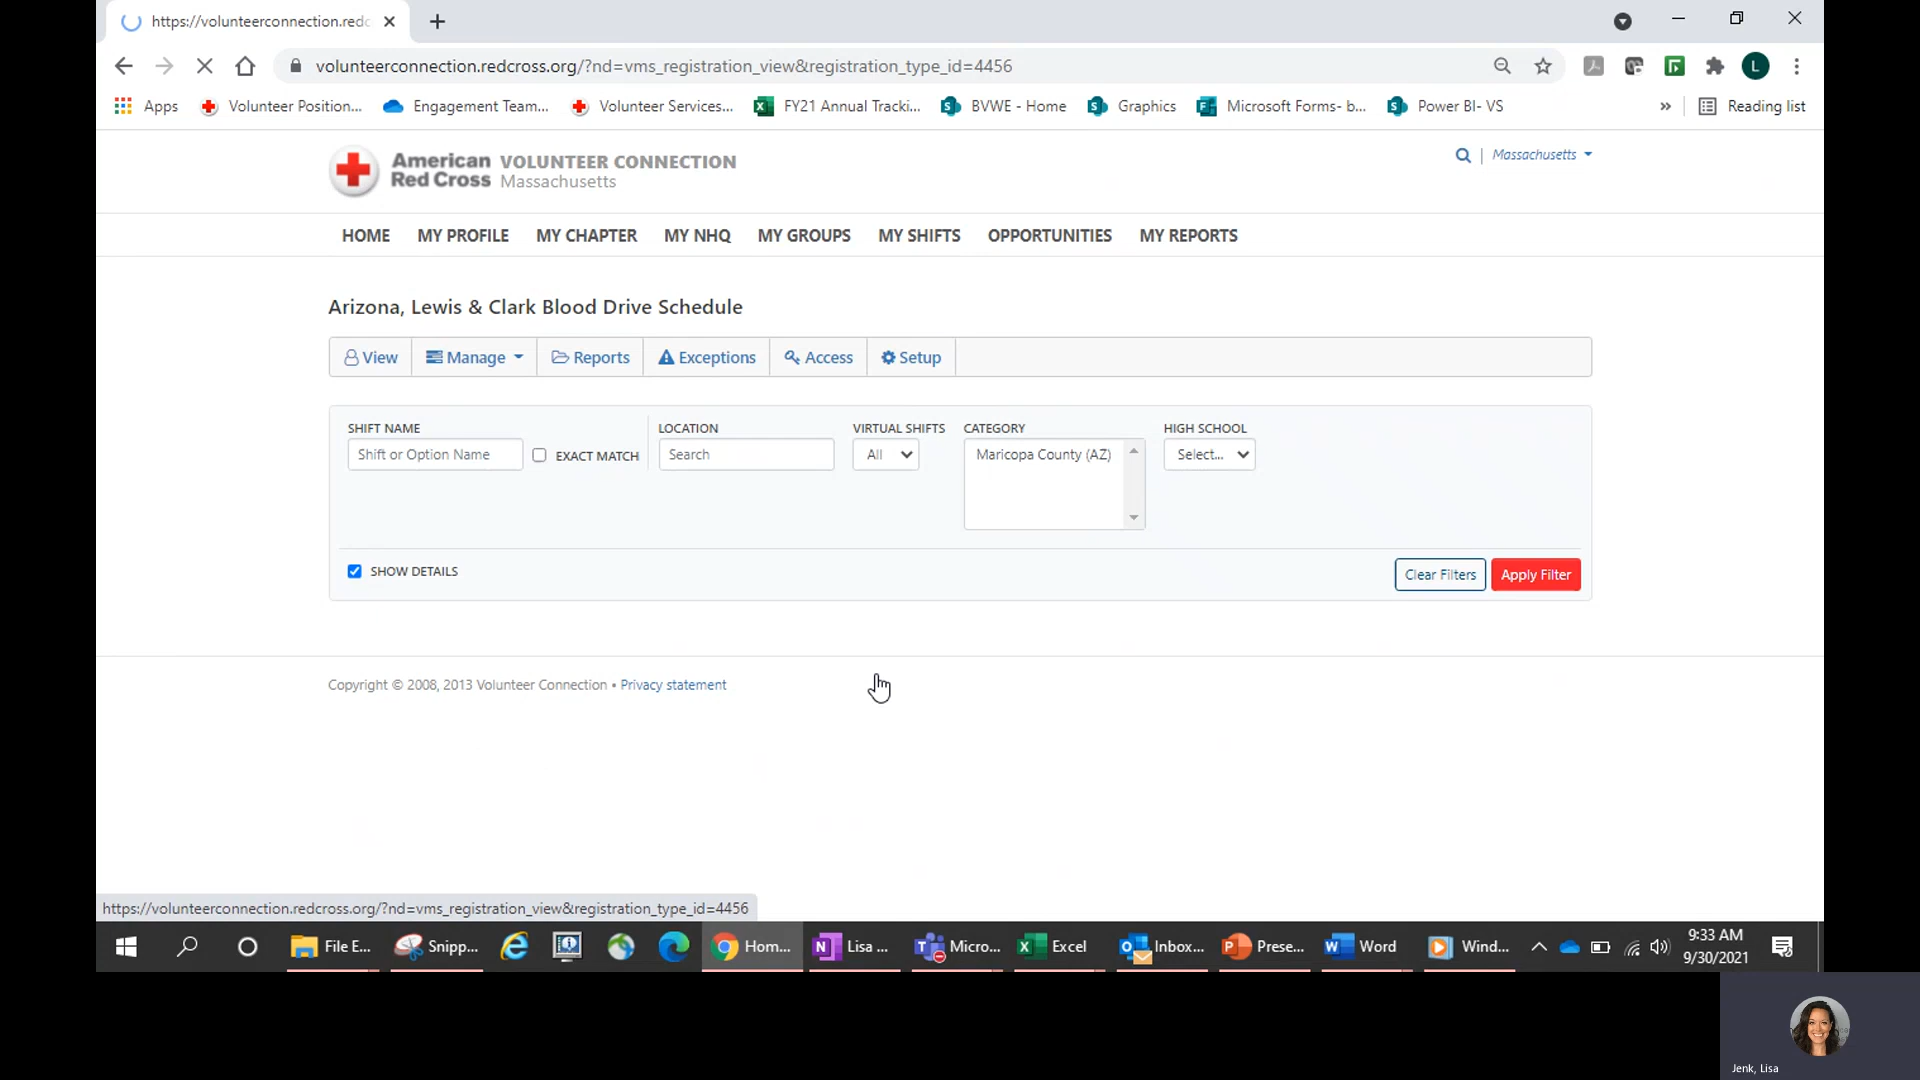 https://volunteerconnection.redc
volunteerconnection.redcross.org/?nd=vms_registration_view&registration_type_id=4456
L
Apps Volunteer Position... Engagement Team... Volunteer Services... FY21 Annual Tracki... BVWE - Home Graphics Microsoft Forms- b... Power BI- VS » Reading list
American Red Cross
VOLUNTEER CONNECTION
Massachusetts
Massachusetts
HOME MY PROFILE MY CHAPTER MY NHQ MY GROUPS MY SHIFTS OPPORTUNITIES MY REPORTS
Arizona, Lewis & Clark Blood Drive Schedule
View Manage Reports Exceptions Access Setup
SHIFT NAME LOCATION VIRTUAL SHIFTS CATEGORY HIGH SCHOOL
Shift or Option Name EXACT MATCH Search All Maricopa County (AZ) Select...
SHOW DETAILS
Clear Filters Apply Filter
Copyright © 2008, 2013 Volunteer Connection • Privacy statement
https://volunteerconnection.redcross.org/?nd=vms_registration_view&registration_type_id=4456
File E... Snipp... Hom... Lisa ... Micro... Excel Inbox... Prese... Word Wind...
9:33 AM
9/30/2021
Jenk, Lisa